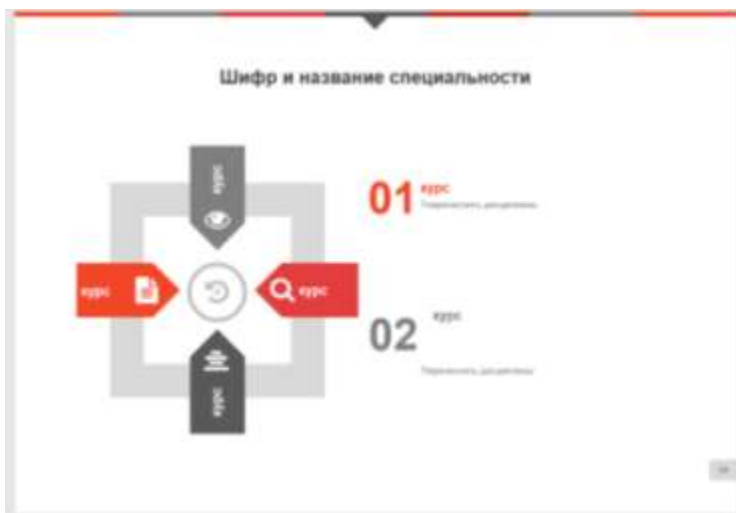 Шифр и название специальности
курс
01 курс
Перечислить дисциплины
курс
курс
02 курс
Перечислить дисциплины
курс